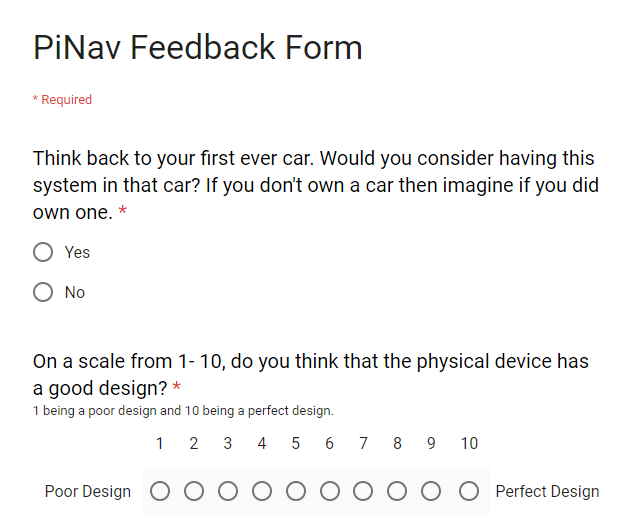 PiNav Feedback Form
* Required
Think back to your first ever car. Would you consider having this
system in that car? If you don't own a car then imagine if you did
own one. *
Yes
No
On a scale from 1- 10, do you think that the physical device has
a good design? *
1 being a poor design and 10 being a perfect design.
1 2 3 4 5 6 7 8 9 10
Poor Design Perfect Design